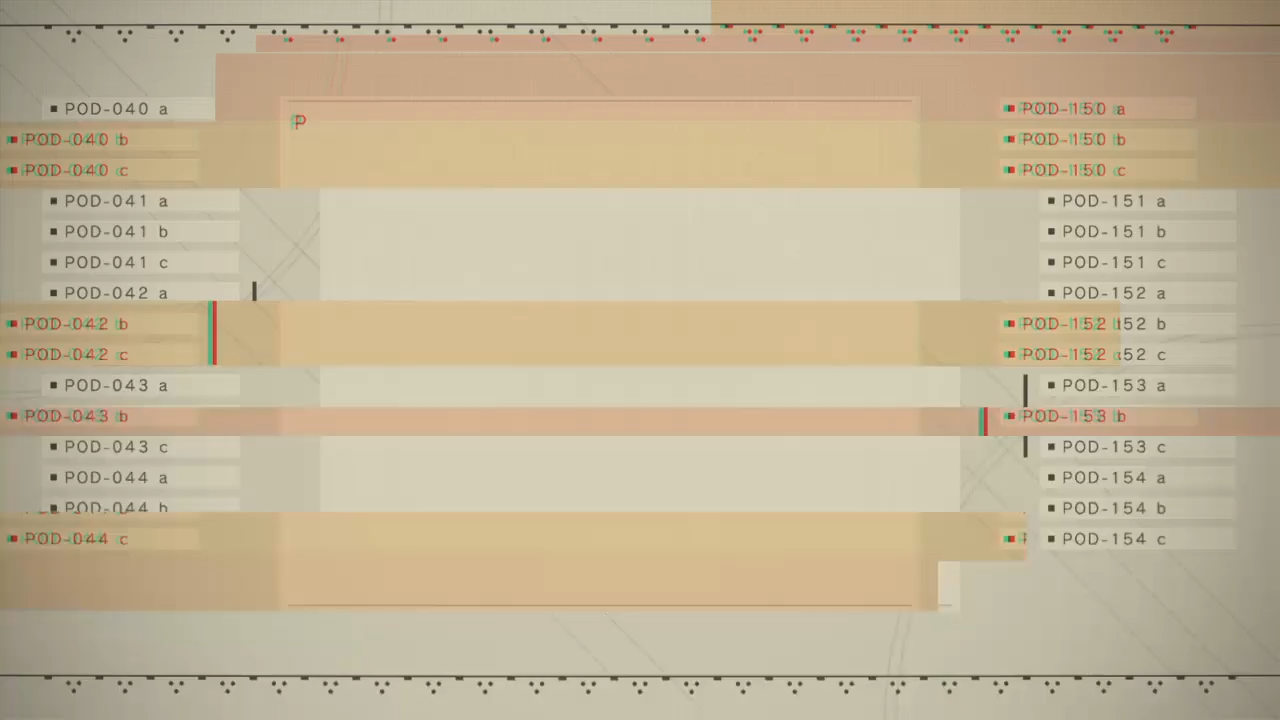 POD-040 a
POD-040 b
POD-040 c
POD-041 a
POD-041 b
POD-041 c
POD-042 a
POD-042 b
POD-042 c
POD-043 a
POD-043 b
POD-043 c
POD-044 a
POD-044 b
POD-044 c
P
POD-150 a
POD-150 b
POD-150 c
POD-151 a
POD-151 b
POD-151 c
POD-152 a
POD-152 b
POD-152 c
POD-153 a
POD-153 b
POD-153 c
POD-154 a
POD-154 b
POD-154 c